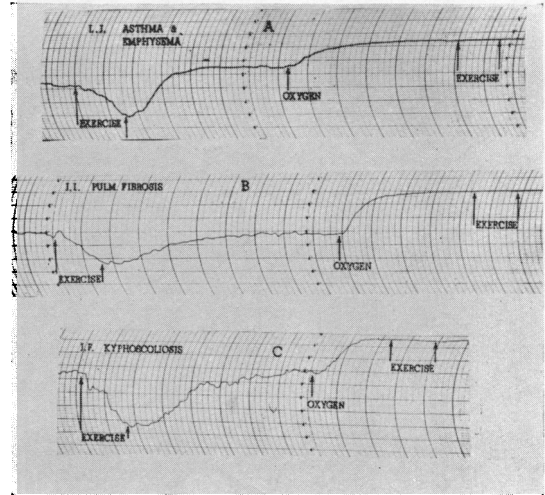 L.J. ASTHMA & EMPHYSEMA
A
EXERCISE
OXYGEN
EXERCISE
I.I. PULM. FIBROSIS
B
EXERCISE
OXYGEN
EXERCISE
I.F. KYPHOSCOLIOSIS
C
EXERCISE
OXYGEN
EXERCISE